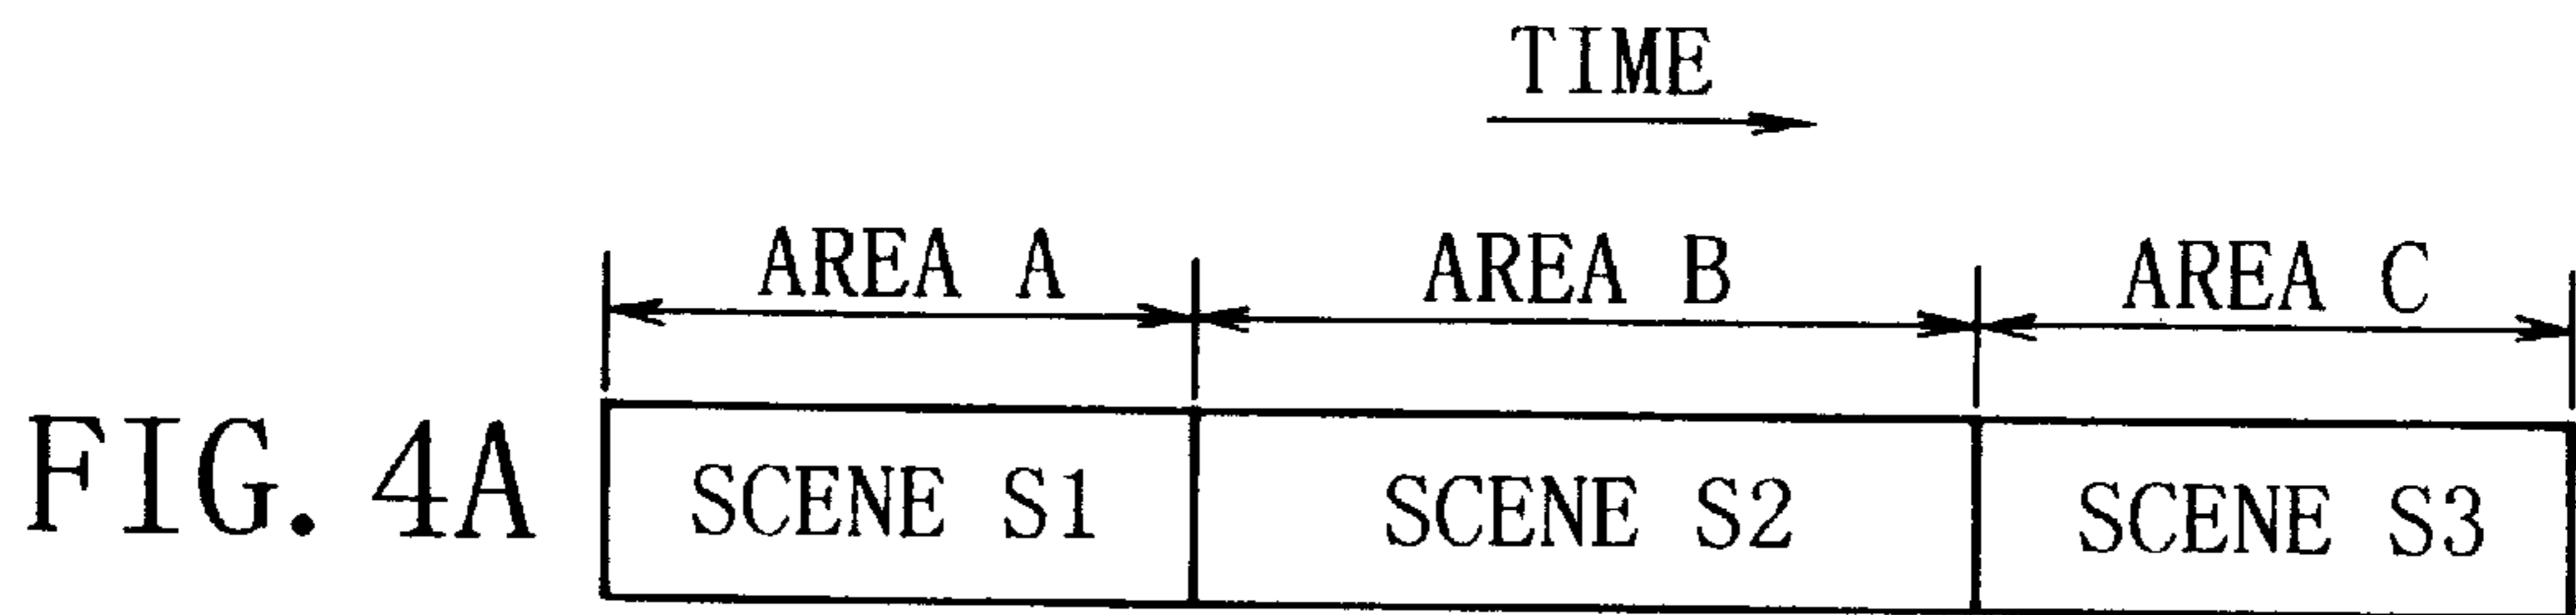 TIME
AREA A AREA B AREA C
FIG. 4A SCENE S1 SCENE S2 SCENE S3